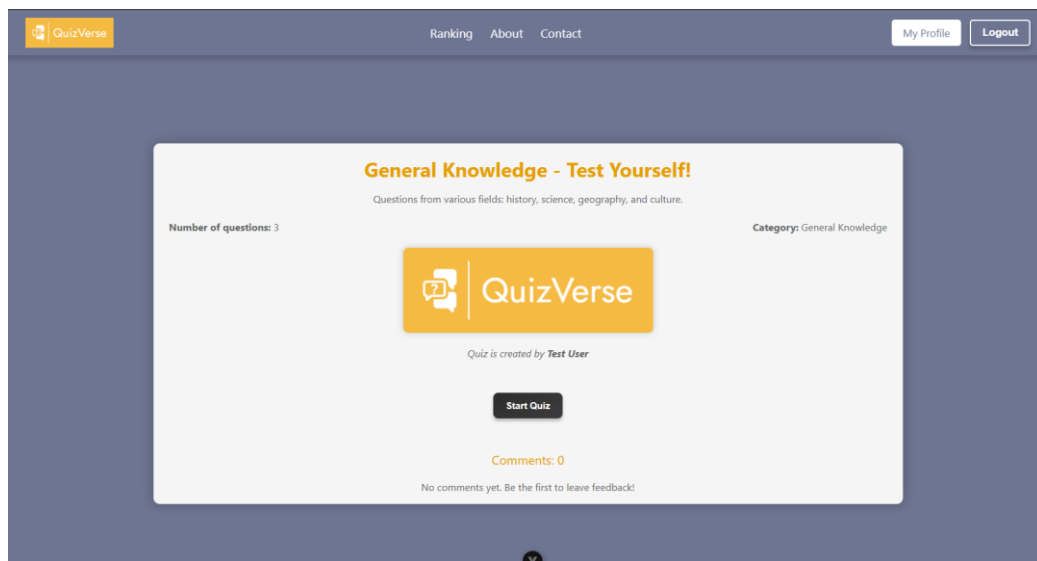 QuizVerse
Ranking About Contact
My Profile Logout
General Knowledge - Test Yourself!
Questions from various fields: history, science, geography, and culture.
Number of questions: 3
Category: General Knowledge
? QuizVerse
Quiz is created by Test User
Start Quiz
Comments: 0
No comments yet. Be the first to leave feedback!